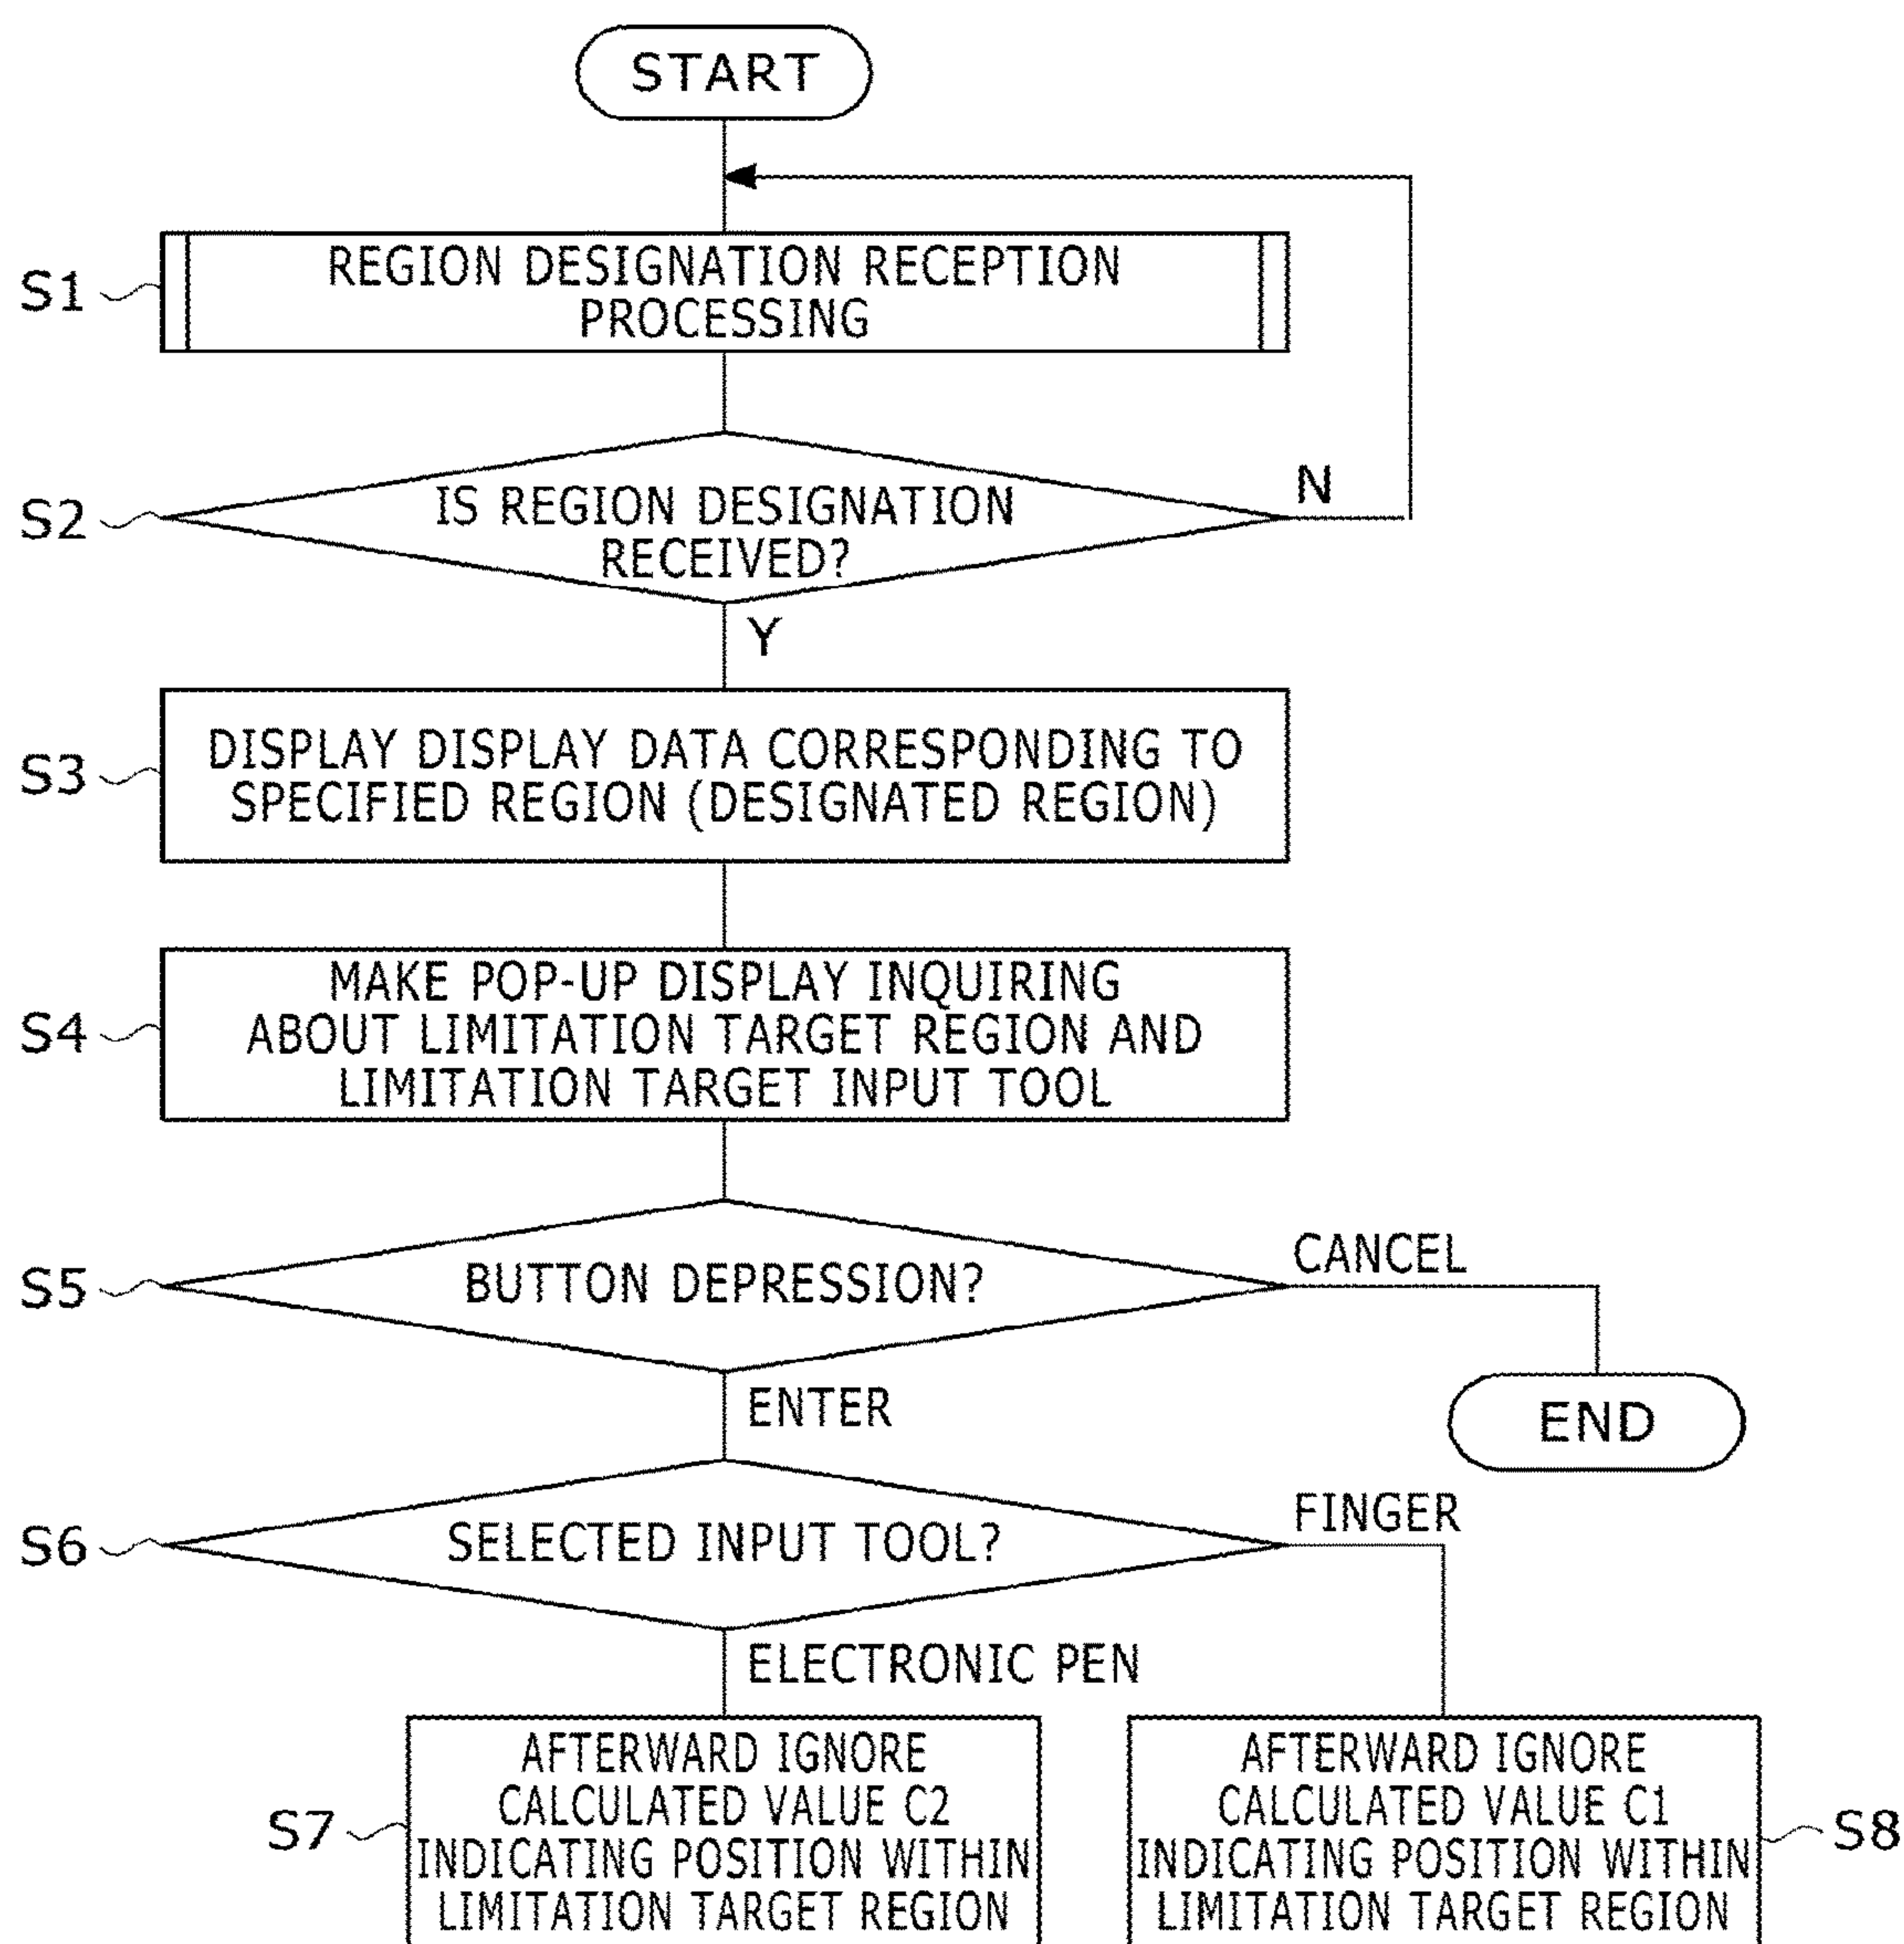 START
S1
REGION DESIGNATION RECEPTION
PROCESSING
S2
IS REGION DESIGNATION
RECEIVED?
N
Y
S3
DISPLAY DISPLAY DATA CORRESPONDING TO
SPECIFIED REGION (DESIGNATED REGION)
S4
MAKE POP-UP DISPLAY INQUIRING
ABOUT LIMITATION TARGET REGION AND
LIMITATION TARGET INPUT TOOL
S5
BUTTON DEPRESSION?
CANCEL
END
ENTER
S6
SELECTED INPUT TOOL?
FINGER
ELECTRONIC PEN
S7
AFTERWARD IGNORE
CALCULATED VALUE C2
INDICATING POSITION WITHIN
LIMITATION TARGET REGION
AFTERWARD IGNORE
CALCULATED VALUE C1
INDICATING POSITION WITHIN
LIMITATION TARGET REGION
S8